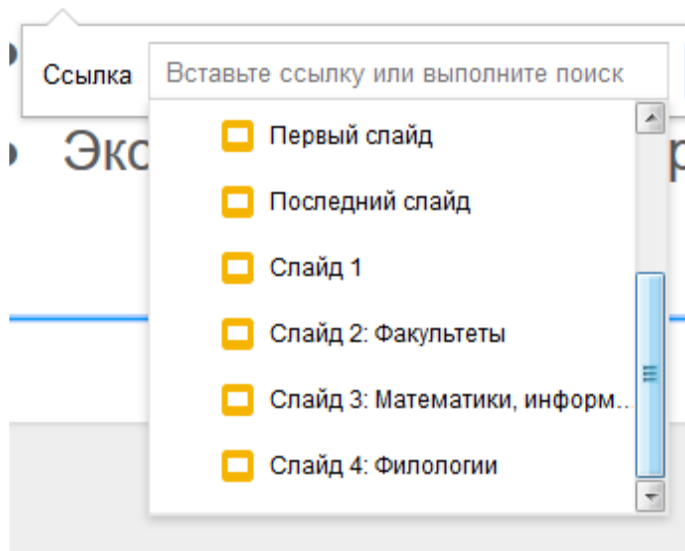 Ссылка
Вставьте ссылку или выполните поиск
Первый слайд
Эко
Последний слайд
Слайд 1
Слайд 2: Факультеты
Слайд 3: Математики, информ...
Слайд 4: Филологии